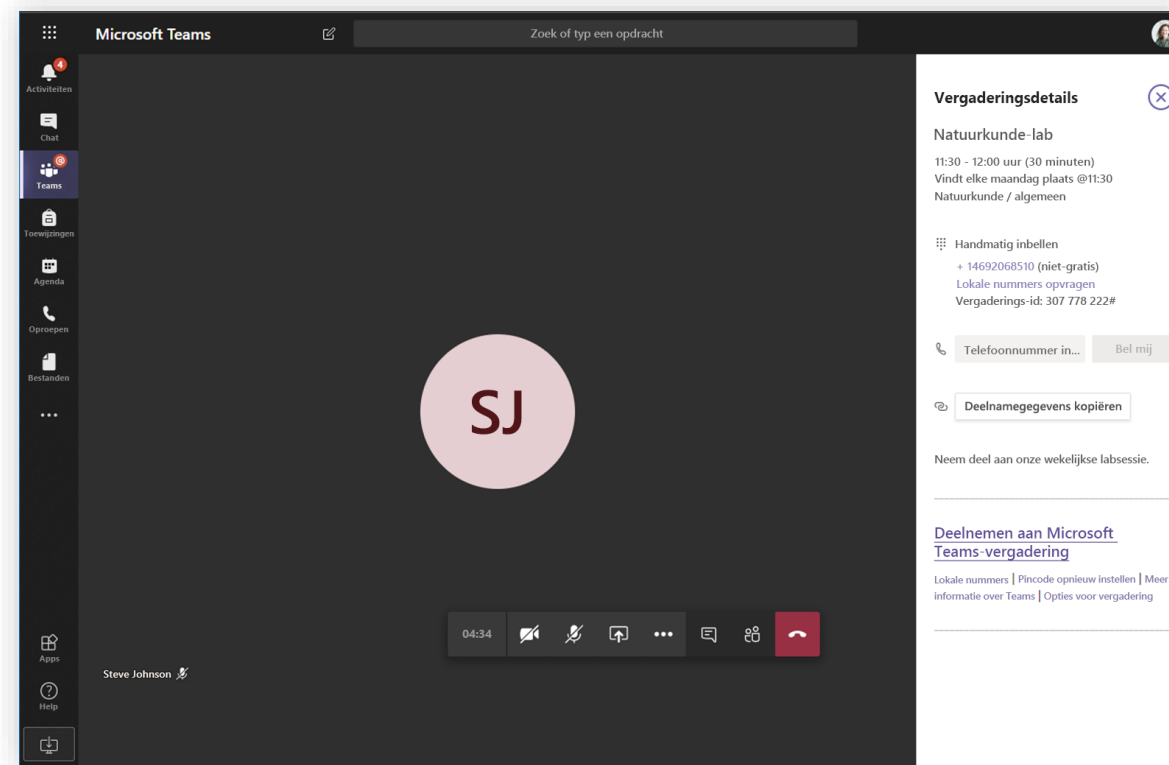 Microsoft Teams
Zoek of typ een opdracht
4
Activiteiten
Chat
@
Teams
Toewijzingen
Agenda
Oproepen
Bestanden
Apps
Help
SJ
04:34
Steve Johnson
Vergaderingsdetails
Natuurkunde-lab
11:30 - 12:00 uur (30 minuten)
Vindt elke maandag plaats @11:30
Natuurkunde / algemeen
Handmatig inbellen
+ 14692068510 (niet-gratis)
Lokale nummers opvragen
Vergaderings-id: 307 778 222#
Telefoonnummer in... Bel mij
Deelnamegegevens kopiëren
Neem deel aan onze wekelijkse labsessie.
Deelnemen aan Microsoft
Teams-vergadering
Lokale nummers | Pincode opnieuw instellen | Meer
informatie over Teams | Opties voor vergadering